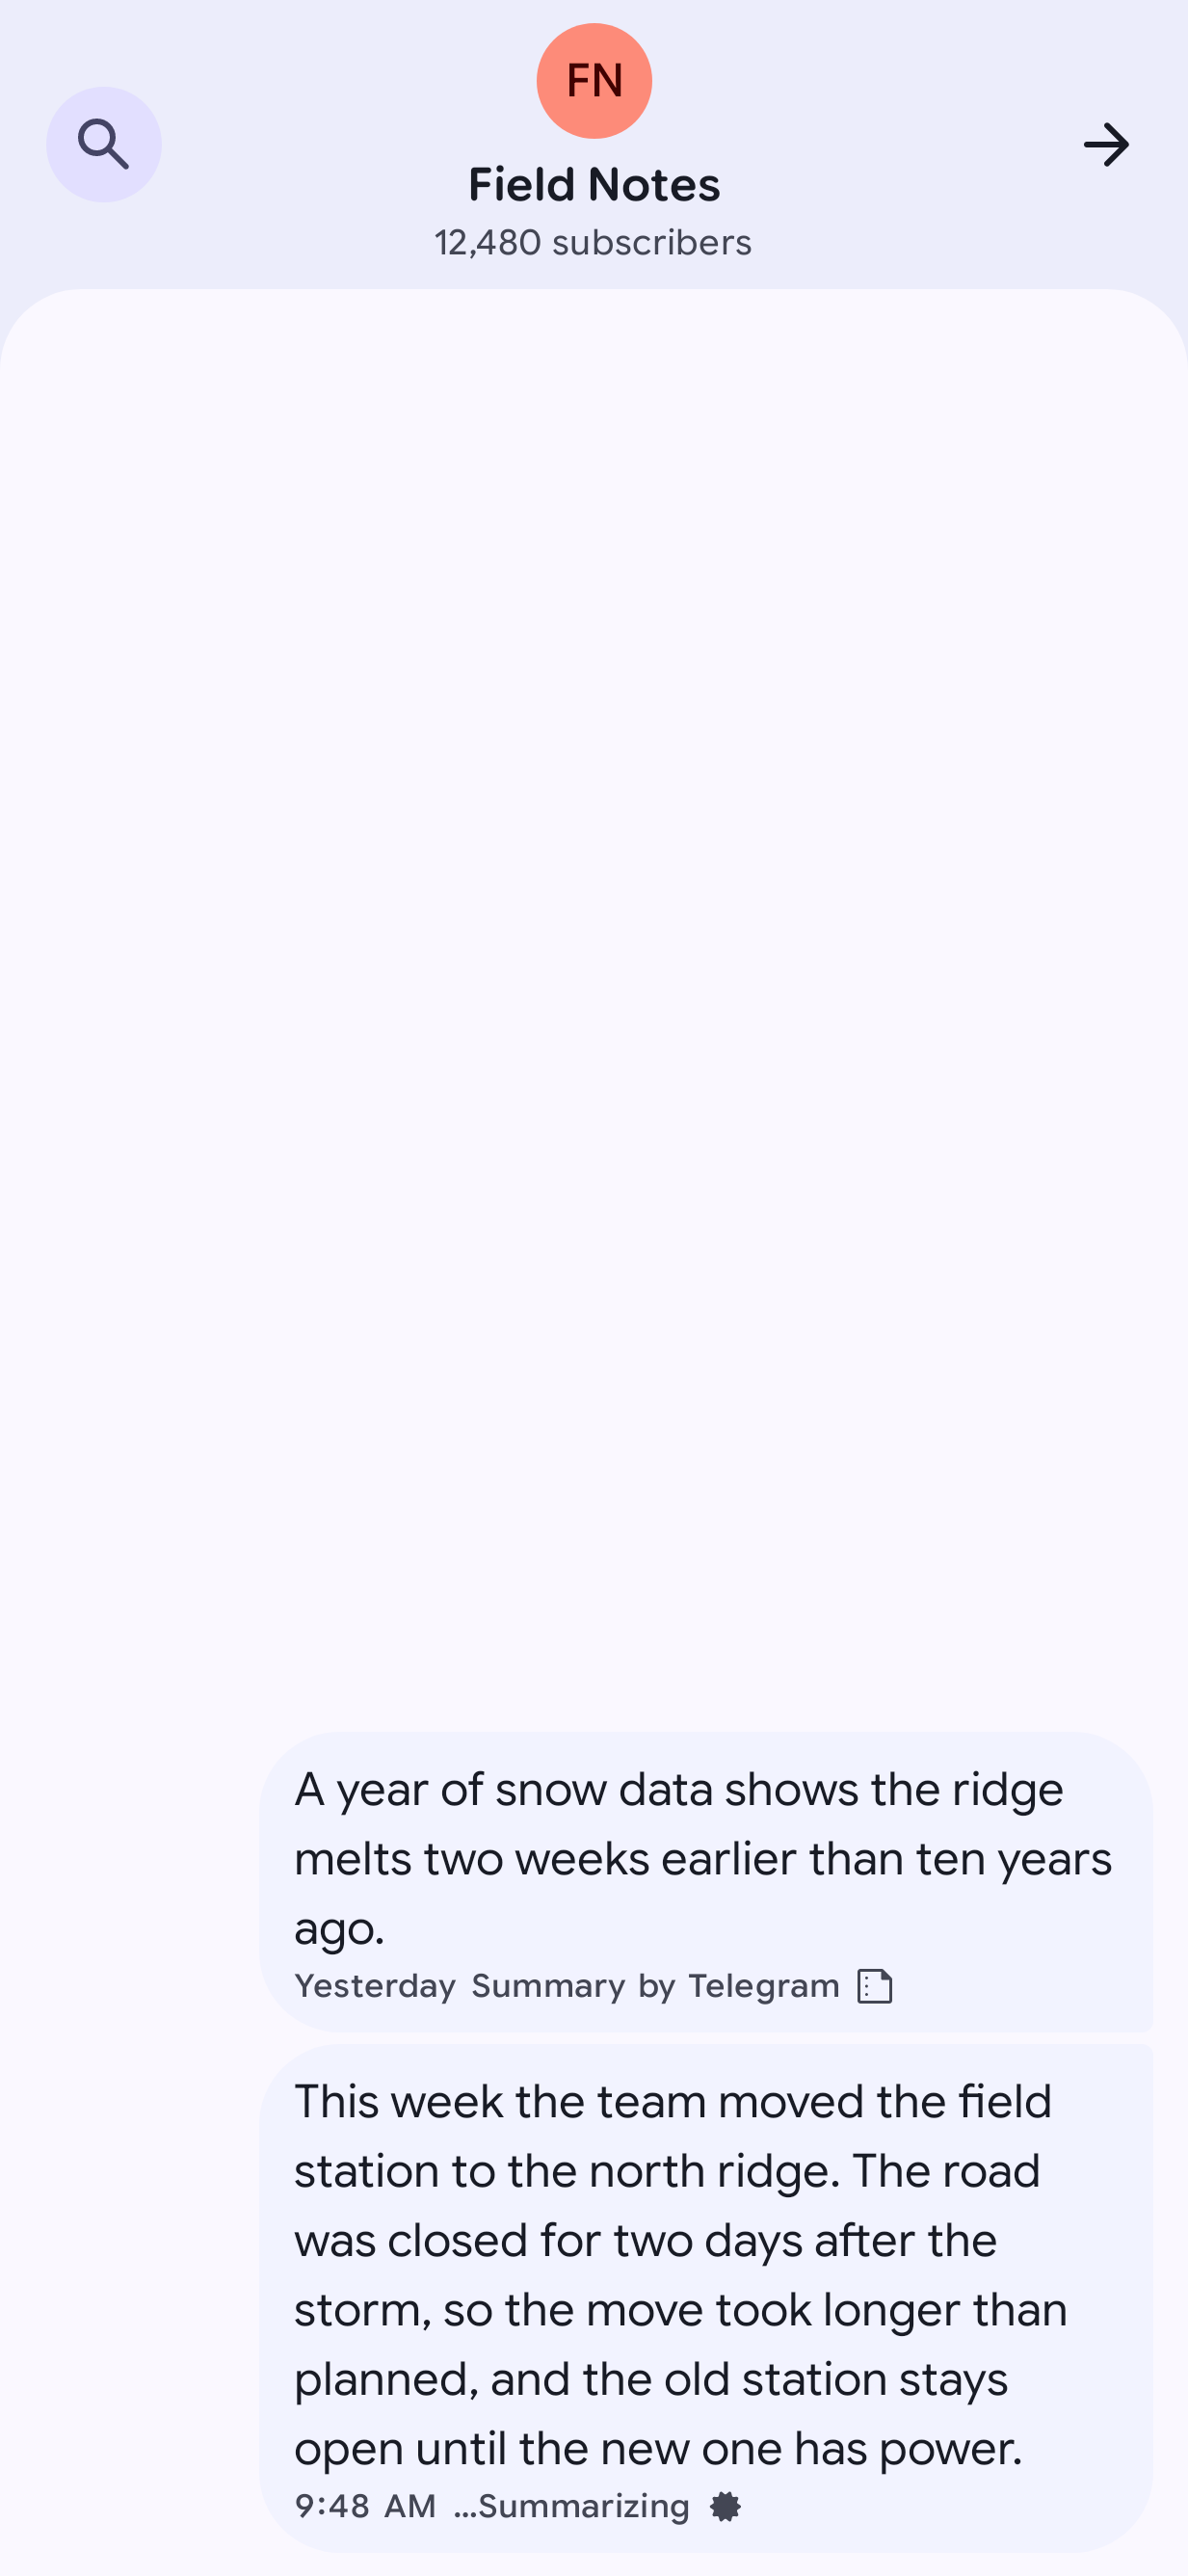 FN
Field Notes
12,480 subscribers
A year of snow data shows the ridge
melts two weeks earlier than ten years
ago.
Yesterday Summary by Telegram
This week the team moved the field
station to the north ridge. The road
was closed for two days after the
storm, so the move took longer than
planned, and the old station stays
open until the new one has power.
9:48 AM …Summarizing